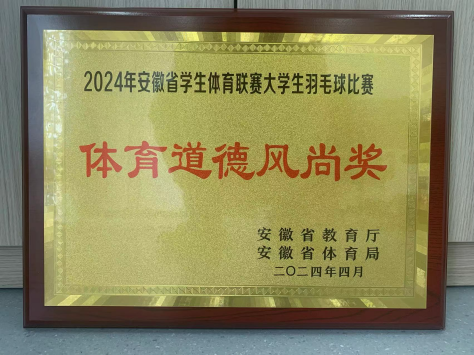 2024年安徽省学生体育联赛大学生羽毛球比赛
体育道德风尚奖
安徽省教育厅
安徽省体育局
二〇二四年四月